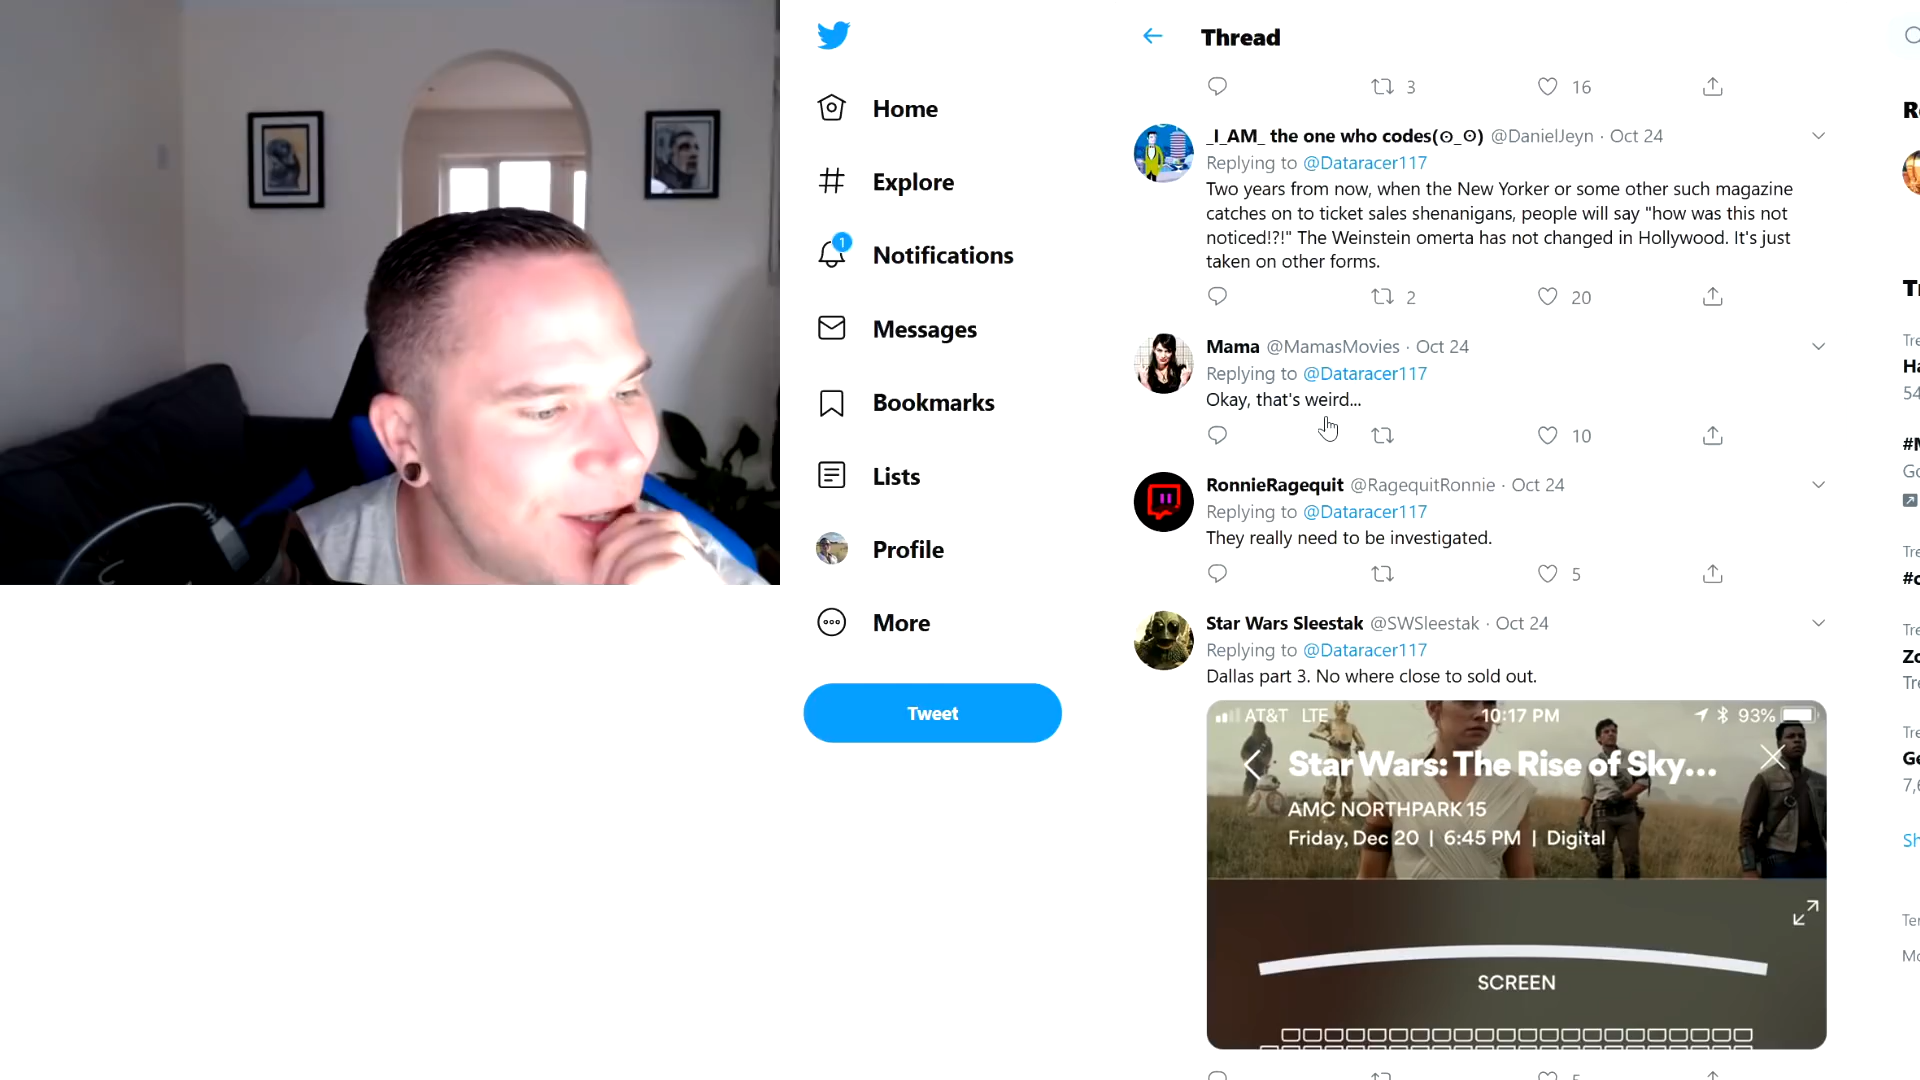 Home
Explore
1
Notifications
Messages
Bookmarks
Lists
Profile
More
Tweet
Thread
3 16
_I_AM_ the one who codes(ʘ_ʘ) @DanielJeyn · Oct 24
Replying to @Dataracer117
Two years from now, when the New Yorker or some other such magazine
catches on to ticket sales shenanigans, people will say "how was this not
noticed!?!" The Weinstein omerta has not changed in Hollywood. It's just
taken on other forms.
2 20
Mama @MamasMovies · Oct 24
Replying to @Dataracer117
Okay, that's weird...
10
RonnieRagequit @RagequitRonnie · Oct 24
Replying to @Dataracer117
They really need to be investigated.
5
Star Wars Sleestak @SWSleestak · Oct 24
Replying to @Dataracer117
Dallas part 3. No where close to sold out.
AT&T LTE 10:17 PM 93%
Star Wars: The Rise of Sky...
AMC NORTHPARK 15
Friday, Dec 20 | 6:45 PM | Digital
SCREEN